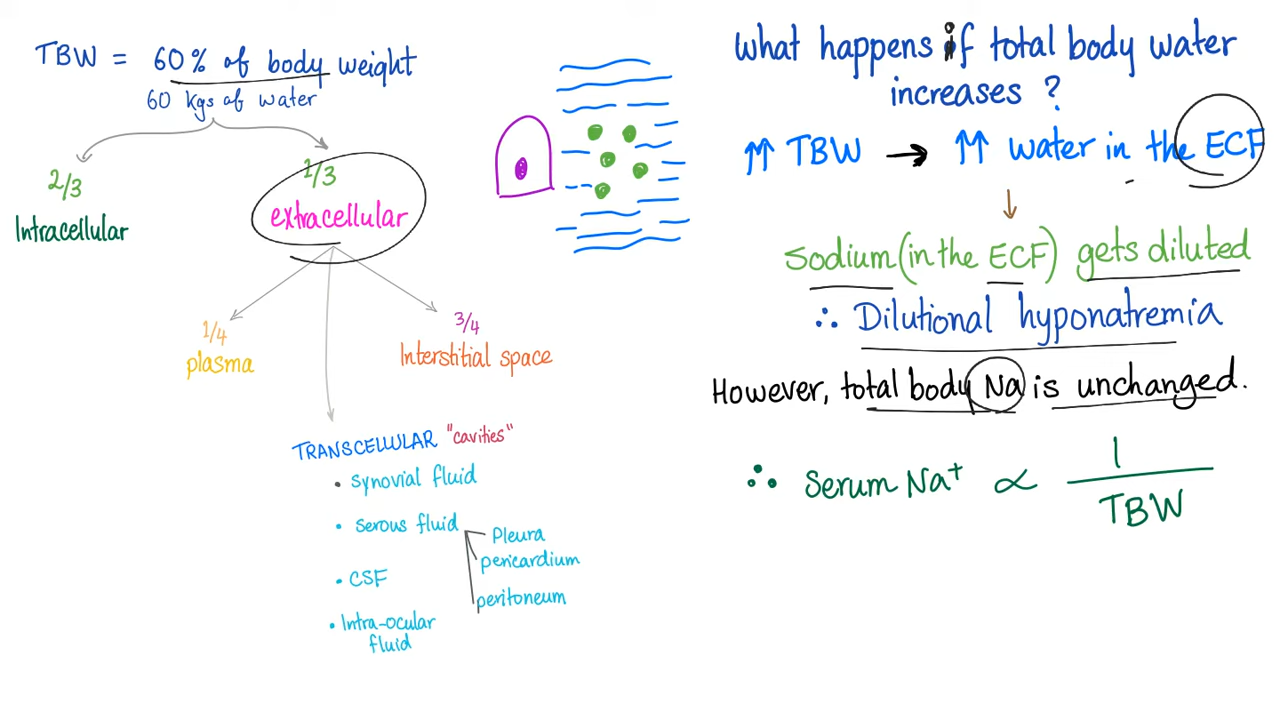 TBW = 60% of body weight
60 kgs of water
2/3
Intracellular
1/3
extracellular
1/4
plasma
3/4
Interstitial space
TRANSCELLULAR "cavities"
• Synovial fluid
• Serous fluid
Pleura
pericardium
peritoneum
• CSF
• Intra-ocular
fluid
What happens if total body water
increases ?
↑↑ TBW → ↑↑ water in the ECF
↓
Sodium (in the ECF) gets diluted
∴ Dilutional hyponatremia
However, total body Na is unchanged.
∴ Serum Na⁺ ∝ 1
TBW